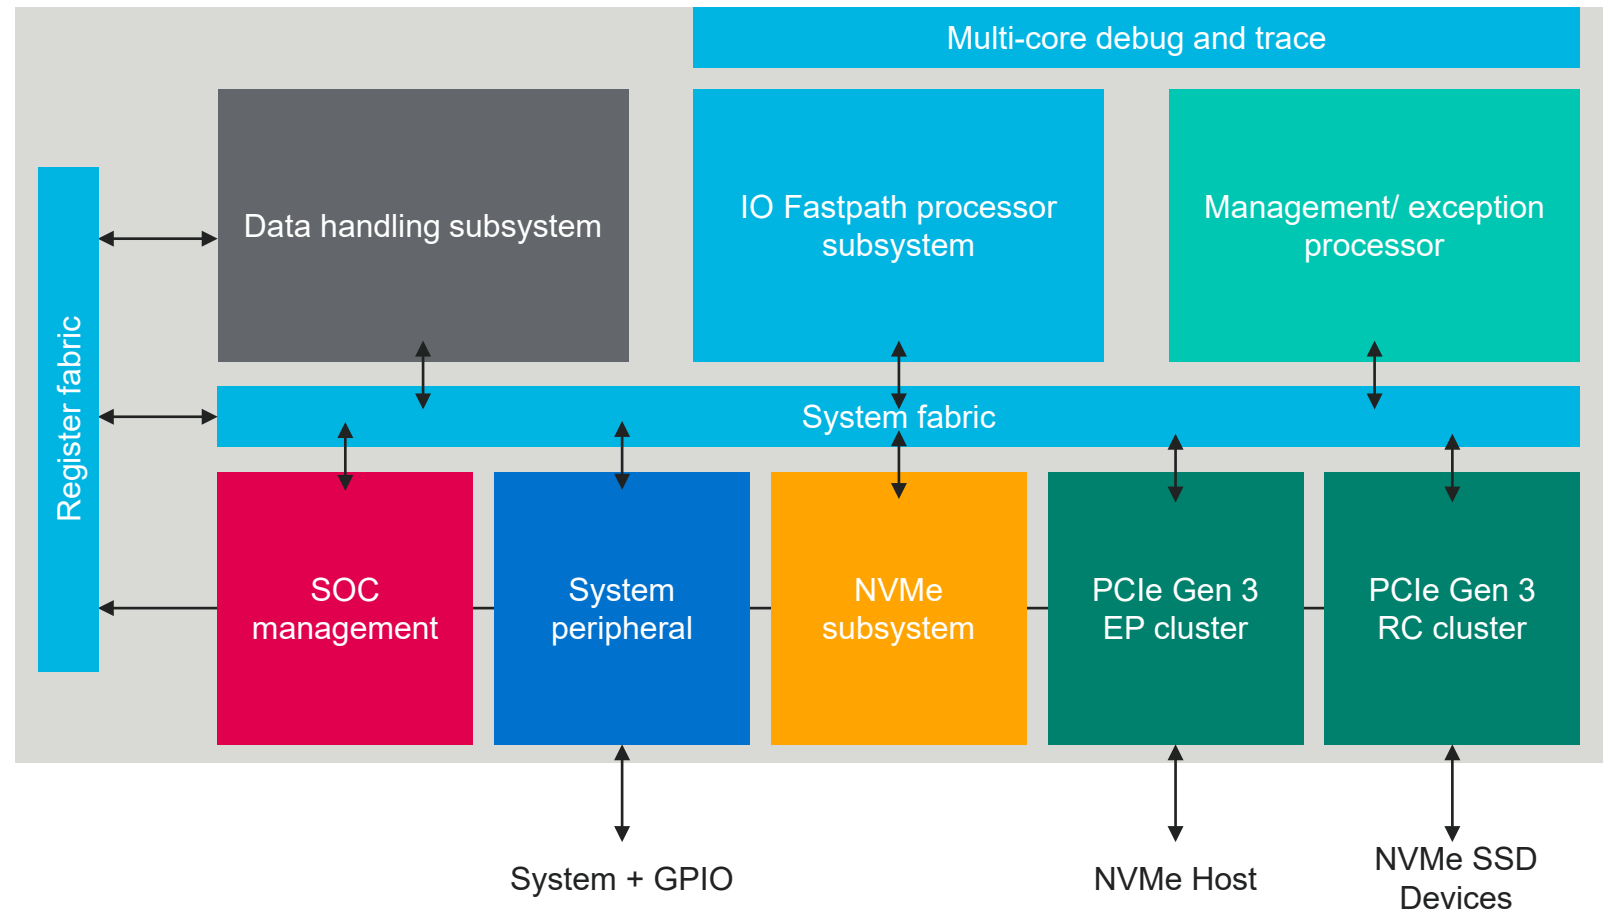 Multi-core debug and trace
Data handling subsystem
IO Fastpath processor
subsystem
Management/ exception
processor
Register fabric
System fabric
SOC
management
System
peripheral
NVMe
subsystem
PCIe Gen 3
EP cluster
PCIe Gen 3
RC cluster
System + GPIO
NVMe Host
NVMe SSD
Devices